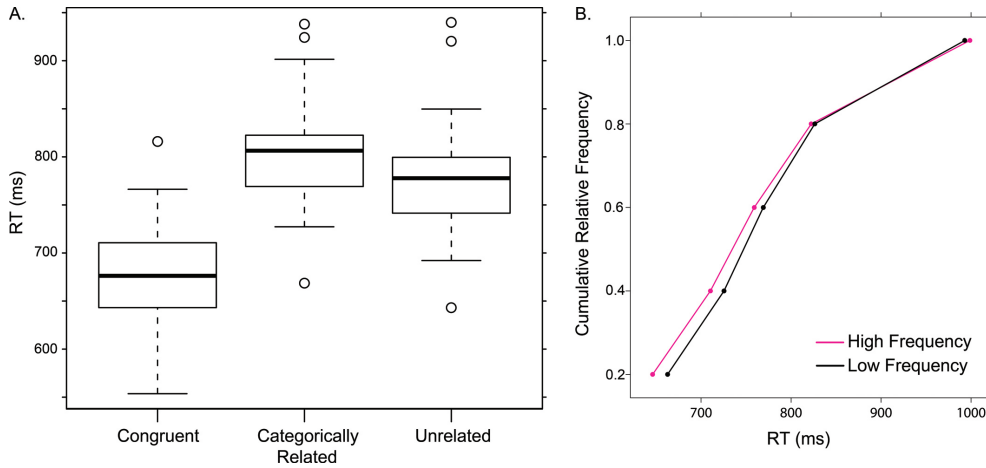 A.
RT (ms)
900
800
700
600
Congruent
Categorically
Related
Unrelated
B.
Cumulative Relative Frequency
1.0
0.8
0.6
0.4
0.2
High Frequency
Low Frequency
700
800
900
1000
RT (ms)